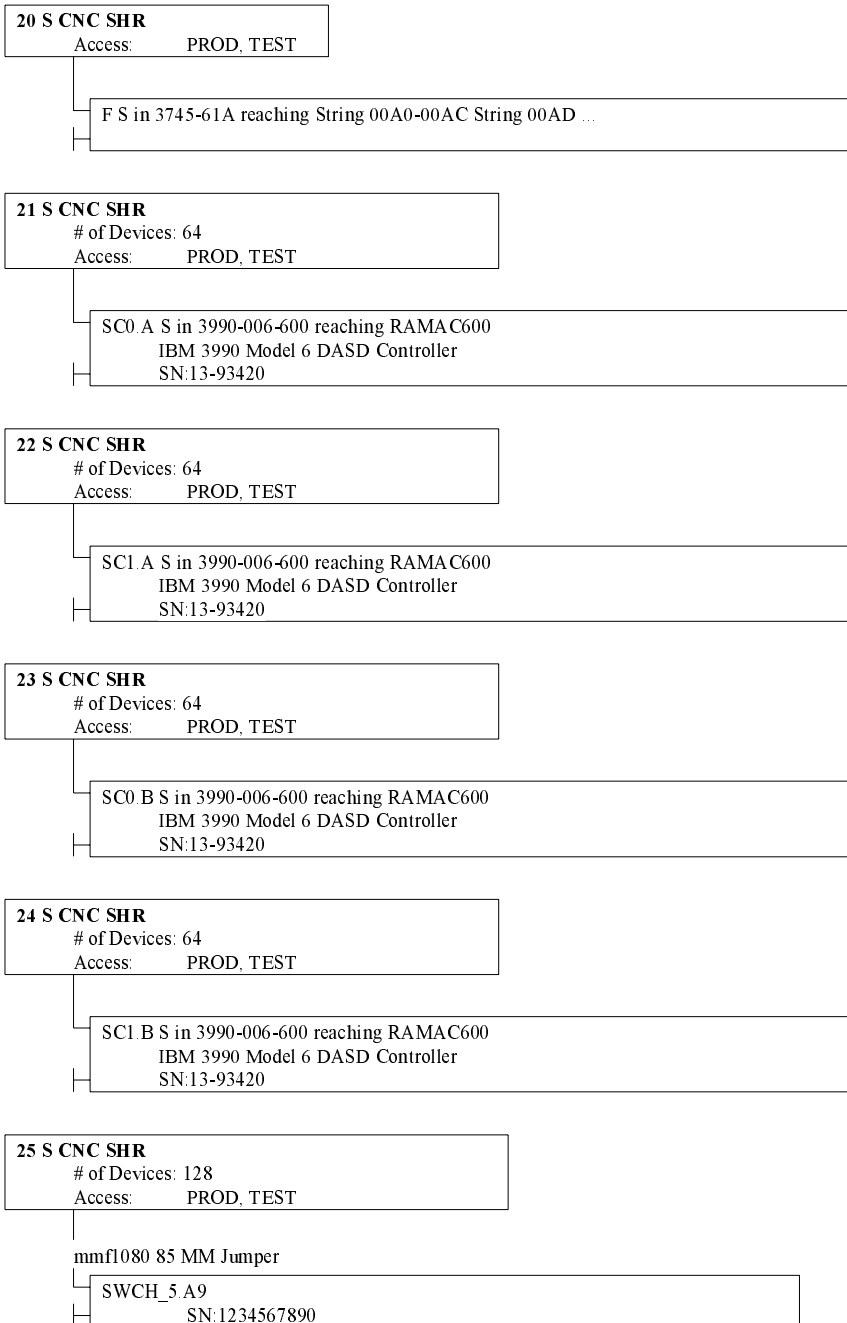 20 S CNC SHR
Access: PROD, TEST
F S in 3745-61A reaching String 00A0-00AC String 00AD ...
21 S CNC SHR
# of Devices: 64
Access: PROD, TEST
SC0.A S in 3990-006-600 reaching RAMAC600
IBM 3990 Model 6 DASD Controller
SN:13-93420
22 S CNC SHR
# of Devices: 64
Access: PROD, TEST
SC1.A S in 3990-006-600 reaching RAMAC600
IBM 3990 Model 6 DASD Controller
SN:13-93420
23 S CNC SHR
# of Devices: 64
Access: PROD, TEST
SC0.B S in 3990-006-600 reaching RAMAC600
IBM 3990 Model 6 DASD Controller
SN:13-93420
24 S CNC SHR
# of Devices: 64
Access: PROD, TEST
SC1.B S in 3990-006-600 reaching RAMAC600
IBM 3990 Model 6 DASD Controller
SN:13-93420
25 S CNC SHR
# of Devices: 128
Access: PROD, TEST
mmf1080 85 MM Jumper
SWCH_5.A9
SN:1234567890